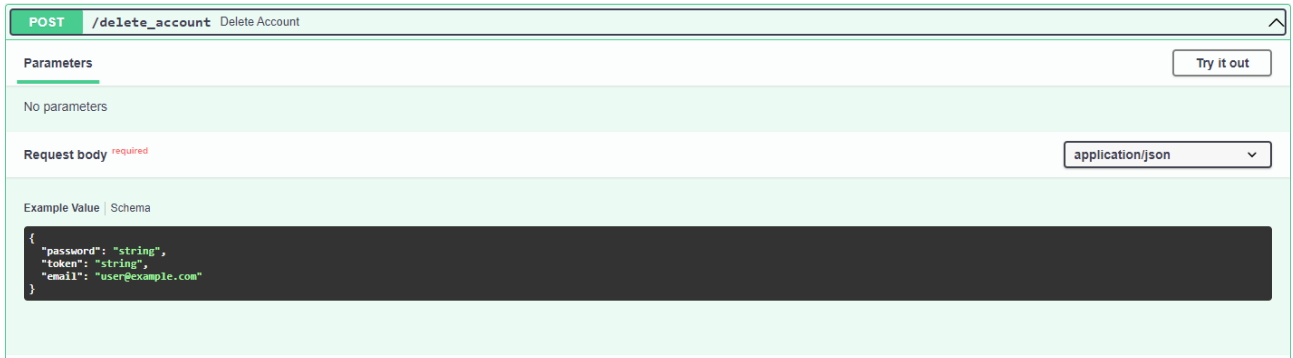 POST /delete_account Delete Account
Parameters Try it out
No parameters
Request body required application/json
Example Value Schema
{
"password": "string",
"token": "string",
"email": "user@example.com"
}